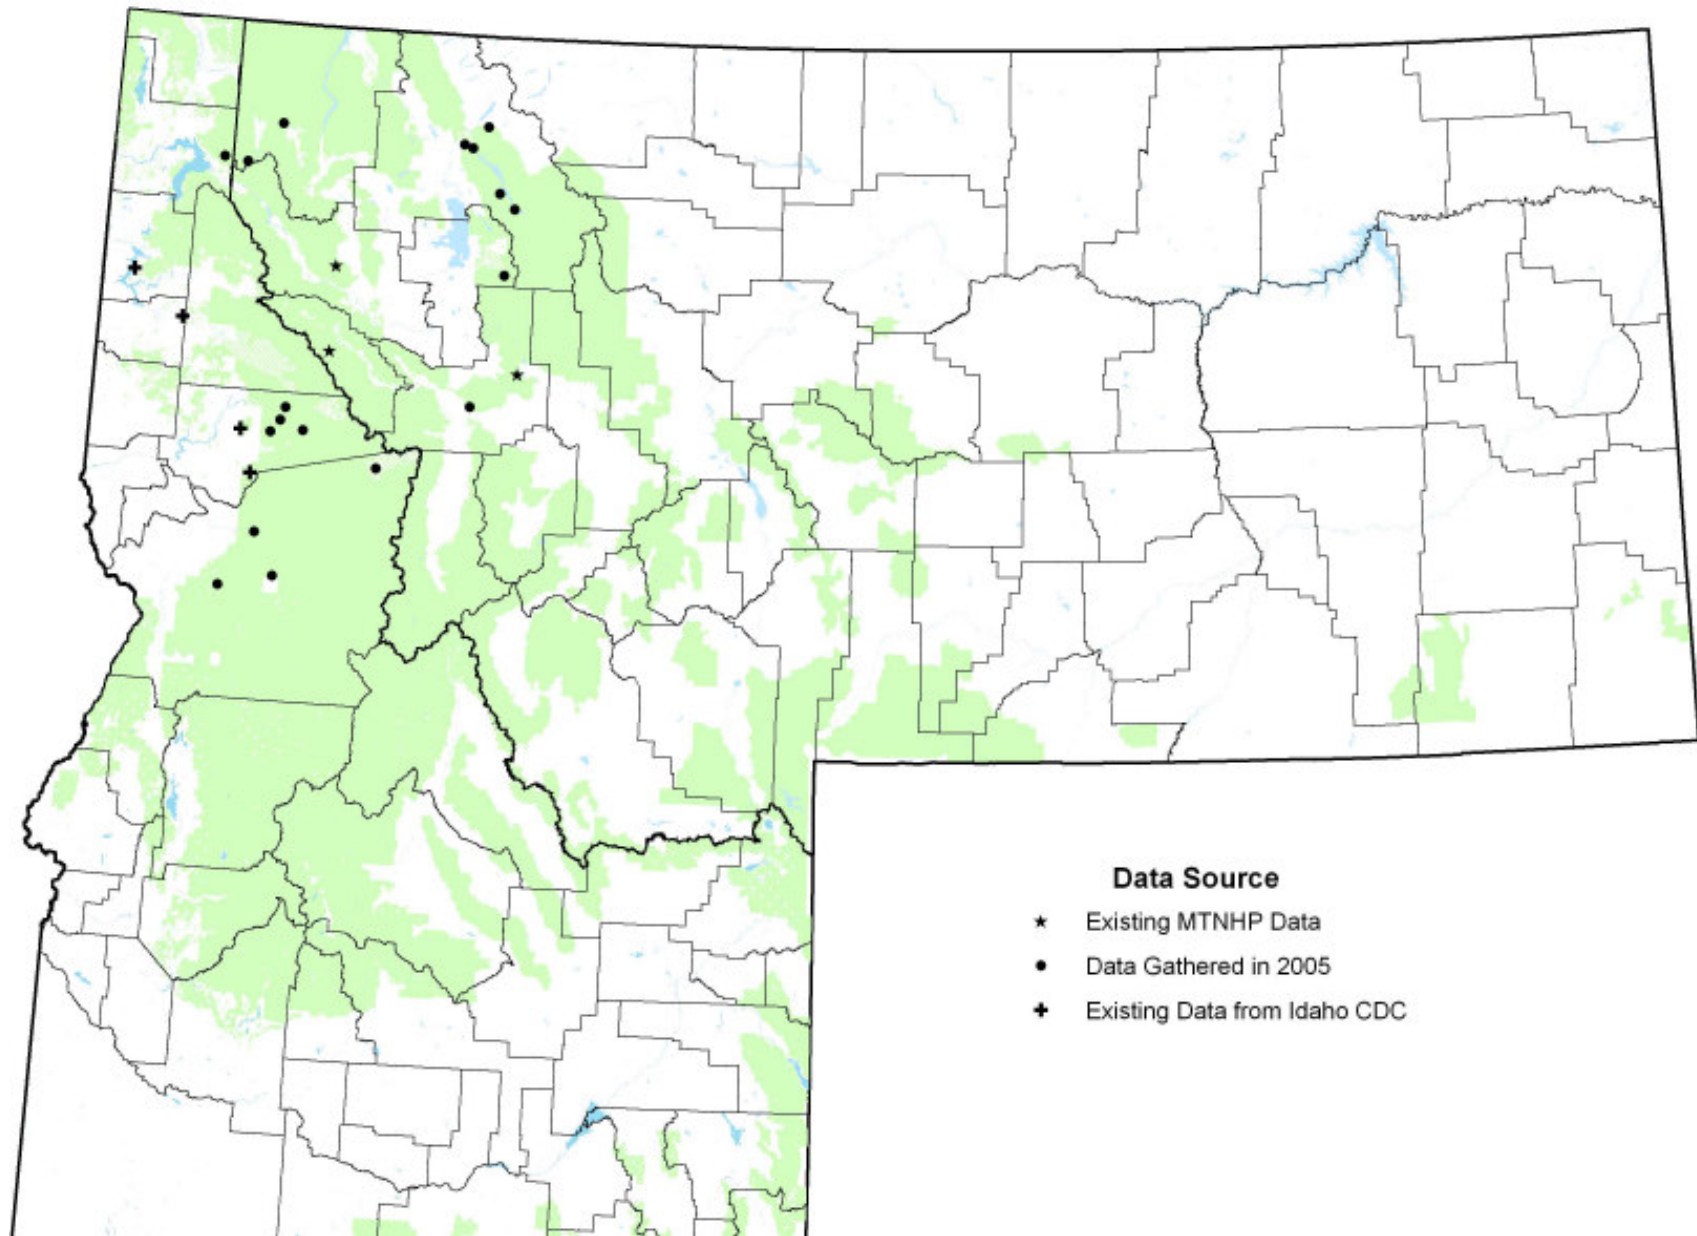 Data Source
Existing MTNHP Data
Data Gathered in 2005
Existing Data from Idaho CDC